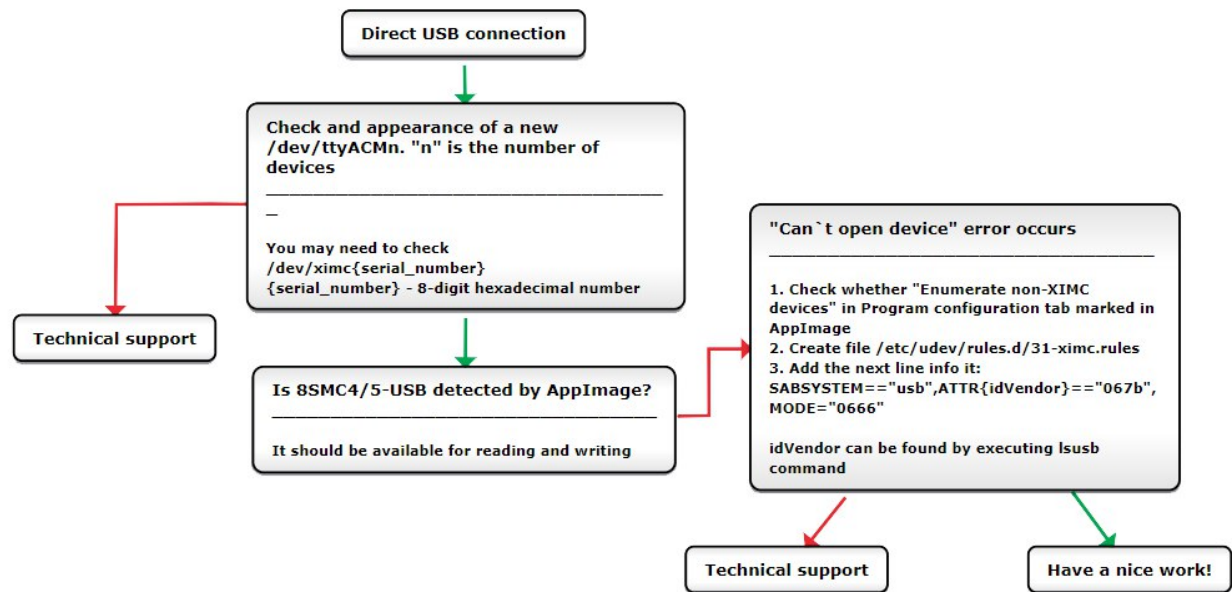 Direct USB connection
Check and appearance of a new
/dev/ttyACMn. "n" is the number of
devices
You may need to check
/dev/ximc{serial_number}
{serial_number} - 8-digit hexadecimal number
Technical support
Is 8SMC4/5-USB detected by AppImage?
It should be available for reading and writing
"Can`t open device" error occurs
1. Check whether "Enumerate non-XIMC
devices" in Program configuration tab marked in
AppImage
2. Create file /etc/udev/rules.d/31-ximc.rules
3. Add the next line info it:
SABSYSTEM=="usb",ATTR{idVendor}=="067b",
MODE="0666"
idVendor can be found by executing lsusb
command
Technical support
Have a nice work!